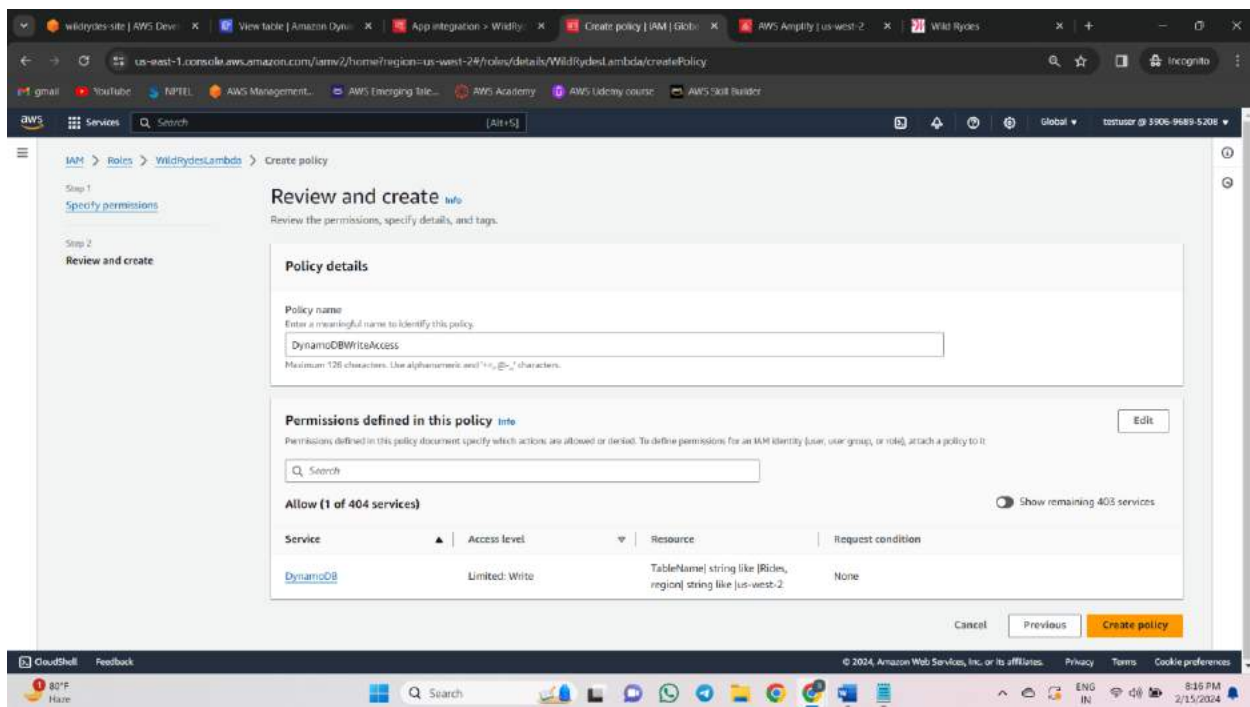 wildrydes-site | AWS Deve
View table | Amazon Dyn
App integration > WildRy
Create policy | IAM | Glob
AWS Amplify | us-west-2
Wild Rydes
us-east-1.console.aws.amazon.com/iamv2/home?region=us-west-2#/roles/details/WildRydesLambda/createPolicy
Incognito
gmail YouTube NPTEL AWS Management... AWS Emerging Tale... AWS Academy AWS Udemy course AWS Skill Builder
aws Services Search [Alt+S] Global testuser @ 3906-9689-5208
IAM > Roles > WildRydesLambda > Create policy
Step 1
Specify permissions
Step 2
Review and create
Review and create Info
Review the permissions, specify details, and tags.
Policy details
Policy name
Enter a meaningful name to identify this policy.
DynamoDBWriteAccess
Maximum 128 characters. Use alphanumeric and '+=,.@-_' characters.
Permissions defined in this policy Info
Edit
Permissions defined in this policy document specify which actions are allowed or denied. To define permissions for an IAM identity (user, user group, or role), attach a policy to it
Search
Allow (1 of 404 services)
Show remaining 403 services
Service Access level Resource Request condition
DynamoDB Limited: Write TableName| string like |Rides, None
region| string like |us-west-2
Cancel Previous Create policy
CloudShell Feedback © 2024, Amazon Web Services, Inc. or its affiliates. Privacy Terms Cookie preferences
1
80°F
Haze
Search
ENG
IN
8:16 PM
2/15/2024